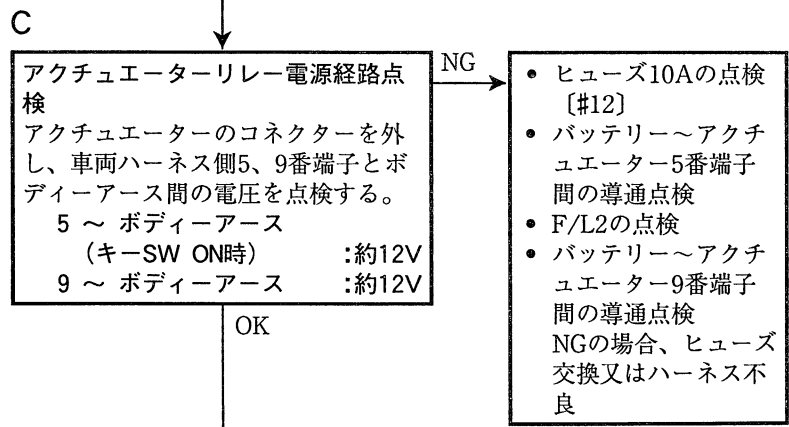 C
アクチュエーターリレー電源経路点
検
アクチュエーターのコネクターを外
し、車両ハーネス側5、9番端子とボ
ディーアース間の電圧を点検する。
5 ～ ボディーアース
（キーSW ON時） :約12V
9 ～ ボディーアース :約12V
OK
NG
• ヒューズ10Aの点検
〔#12〕
• バッテリー～アクチ
ュエーター5番端子
間の導通点検
• F/L2の点検
• バッテリー～アクチ
ュエーター9番端子
間の導通点検
NGの場合、ヒューズ
交換又はハーネス不
良